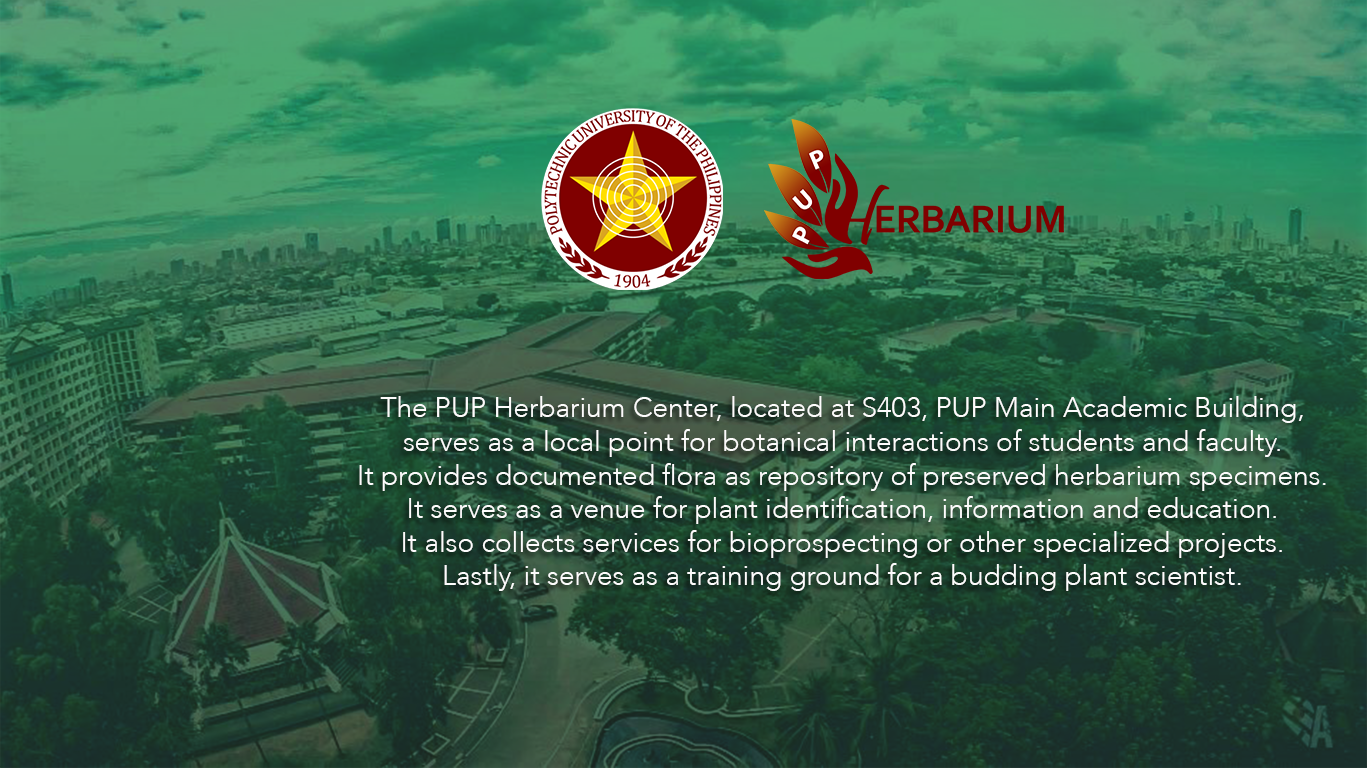 POLYTECHNIC UNIVERSITY OF THE PHILIPPINES
1904
PUP
HERBARIUM
The PUP Herbarium Center, located at S403, PUP Main Academic Building,
serves as a local point for botanical interactions of students and faculty.
It provides documented flora as repository of preserved herbarium specimens.
It serves as a venue for plant identification, information and education.
It also collects services for bioprospecting or other specialized projects.
Lastly, it serves as a training ground for a budding plant scientist.